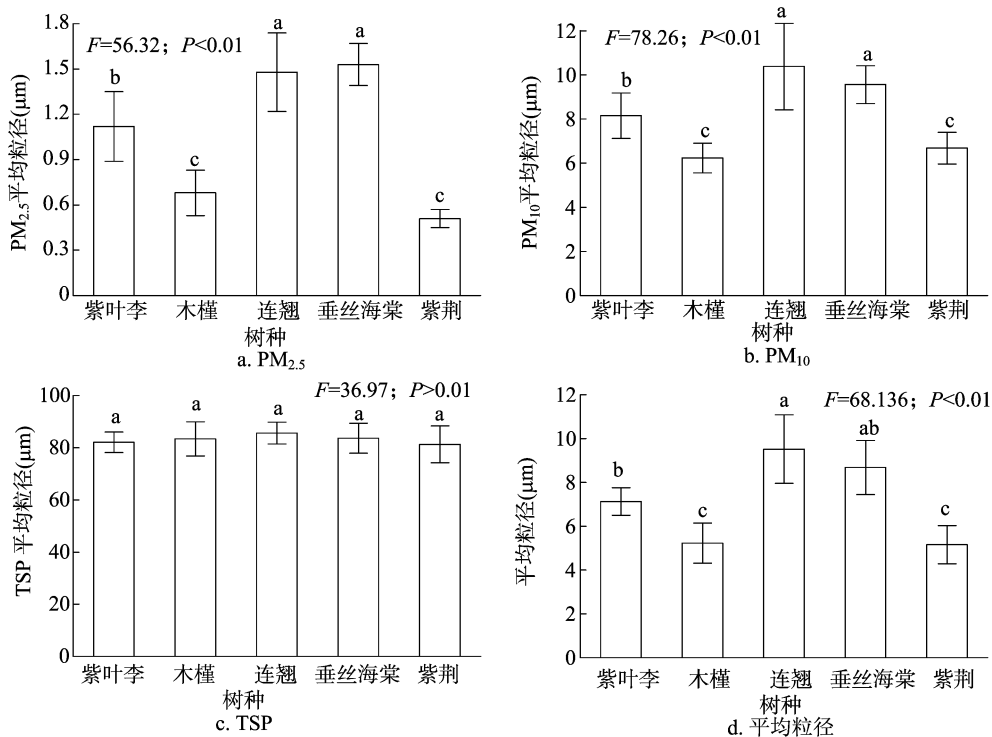 1.8
1.5
1.2
0.9
0.6
0.3
0
PM2.5平均粒径(μm)
F=56.32；P<0.01
b
c
a
a
c
紫叶李 木槿 连翘 垂丝海棠 紫荆
树种
a. PM2.5
12
10
8
6
4
2
0
PM10平均粒径(μm)
F=78.26；P<0.01
b
c
a
a
c
紫叶李 木槿 连翘 垂丝海棠 紫荆
树种
b. PM10
100
80
60
40
20
0
TSP 平均粒径(μm)
F=36.97；P>0.01
a
a
a
a
a
紫叶李 木槿 连翘 垂丝海棠 紫荆
树种
c. TSP
12
10
8
6
4
2
0
平均粒径(μm)
F=68.136；P<0.01
b
c
a
ab
c
紫叶李 木槿 连翘 垂丝海棠 紫荆
树种
d. 平均粒径